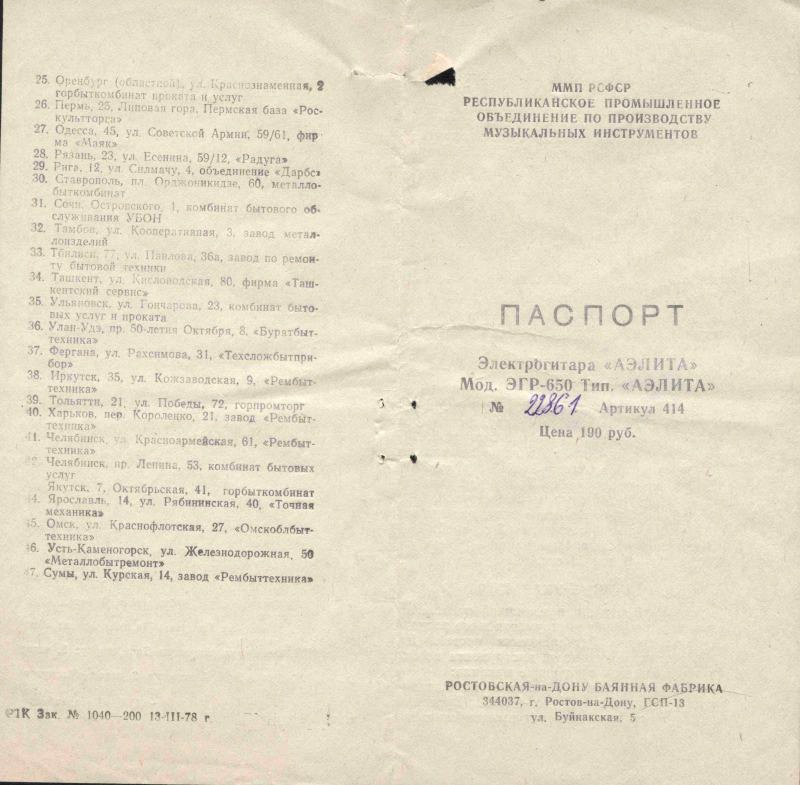 25. Оренбург (областной), ул. Краснознаменная, 2
горбыткомбинат проката и услуг
26. Пермь, 25, Липовая гора, Пермская база «Рос-
культторга»
27. Одесса, 45, ул. Советской Армии, 59/61, фир
ма «Маяк»
28. Рязань, 23, ул. Есенина, 59/12, «Радуга»
29. Рига, 12, ул. Силмачу, 4, объединение «Дарбс»
30. Ставрополь, пл. Орджоникидзе, 60, металло-
быткомбинат
31. Сочи, Островского, 1, комбинат бытового об-
служивания УБОН
32. Тамбов, ул. Кооперативная, 3, завод метал-
лоизделий
33. Тбилиси, 77, ул. Павлова, 36а, завод по ремон-
ту бытовой техники
34. Ташкент, ул. Кисловодская, 80, фирма «Таш-
кентский сервис»
35. Ульяновск, ул. Гончарова, 23, комбинат быто-
вых услуг и проката
36. Улан-Удэ, пр. 50-летия Октября, 8, «Бурятбыт-
техника»
37. Фергана, ул. Рахсимова, 31, «Техсложбытпри-
бор»
38. Иркутск, 35, ул. Кожзаводская, 9, «Рембыт-
техника»
39. Тольятти, 21, ул. Победы, 72, горпромторг
40. Харьков, пер. Короленко, 21, завод «Рембыт-
техника»
41. Челябинск, ул. Красноармейская, 61, «Рембыт-
техника»
42. Челябинск, пр. Ленина, 53, комбинат бытовых
услуг
Якутск, 7, Октябрьская, 41, горбыткомбинат
44. Ярославль, 14, ул. Рябининская, 40, «Точная
механика»
45. Омск, ул. Краснофлотская, 27, «Омскоблбыт-
техника»
46. Усть-Каменогорск, ул. Железнодорожная, 50
«Металлобытремонт»
47. Сумы, ул. Курская, 14, завод «Рембыттехника»
Зак. № 1040—200 13-III-78 г.
ММП РСФСР
РЕСПУБЛИКАНСКОЕ ПРОМЫШЛЕННОЕ
ОБЪЕДИНЕНИЕ ПО ПРОИЗВОДСТВУ
МУЗЫКАЛЬНЫХ ИНСТРУМЕНТОВ
ПАСПОРТ
Электрогитара «АЭЛИТА»
Мод. ЭГР-650 Тип. «АЭЛИТА»
№ 22861 Артикул 414
Цена 190 руб.
РОСТОВСКАЯ-на-ДОНУ БАЯННАЯ ФАБРИКА
344037, г. Ростов-на-Дону, ГСП-13
ул. Буйнакская, 5